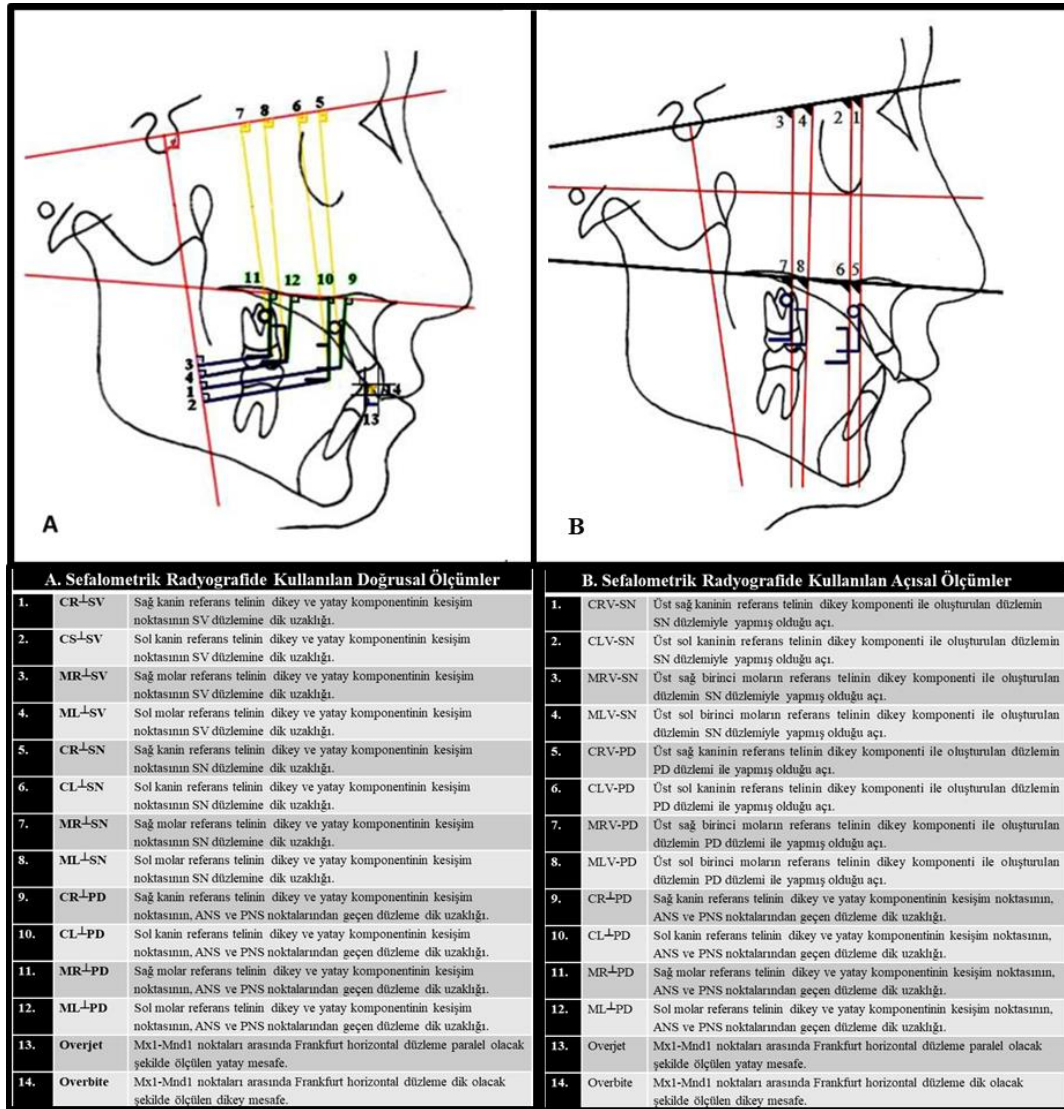 7 8 6 5
11 12 10 9
3
4
1
2
14
13
A
3 4 2 1
7 8 6 5
B
A. Sefalometrik Radyografide Kullanılan Doğrusal Ölçümler
1. CR┴SV Sağ kanin referans telinin dikey ve yatay komponentinin kesişim
noktasının SV düzlemine dik uzaklığı.
2. CS┴SV Sol kanin referans telinin dikey ve yatay komponentinin kesişim
noktasının SV düzlemine dik uzaklığı.
3. MR┴SV Sağ molar referans telinin dikey ve yatay komponentinin kesişim
noktasının SV düzlemine dik uzaklığı.
4. ML┴SV Sol molar referans telinin dikey ve yatay komponentinin kesişim
noktasının SV düzlemine dik uzaklığı.
5. CR┴SN Sağ kanin referans telinin dikey ve yatay komponentinin kesişim
noktasının SN düzlemine dik uzaklığı.
6. CL┴SN Sol kanin referans telinin dikey ve yatay komponentinin kesişim
noktasının SN düzlemine dik uzaklığı.
7. MR┴SN Sağ molar referans telinin dikey ve yatay komponentinin kesişim
noktasının SN düzlemine dik uzaklığı.
8. ML┴SN Sol molar referans telinin dikey ve yatay komponentinin kesişim
noktasının SN düzlemine dik uzaklığı.
9. CR┴PD Sağ kanin referans telinin dikey ve yatay komponentinin kesişim
noktasının, ANS ve PNS noktalarından geçen düzleme dik uzaklığı.
10. CL┴PD Sol kanin referans telinin dikey ve yatay komponentinin kesişim
noktasının, ANS ve PNS noktalarından geçen düzleme dik uzaklığı.
11. MR┴PD Sağ molar referans telinin dikey ve yatay komponentinin kesişim
noktasının, ANS ve PNS noktalarından geçen düzleme dik uzaklığı.
12. ML┴PD Sol molar referans telinin dikey ve yatay komponentinin kesişim
noktasının, ANS ve PNS noktalarından geçen düzleme dik uzaklığı.
13. Overjet Mx1-Mnd1 noktaları arasında Frankfurt horizontal düzleme paralel olacak
şekilde ölçülen yatay mesafe.
14. Overbite Mx1-Mnd1 noktaları arasında Frankfurt horizontal düzleme dik olacak
şekilde ölçülen dikey mesafe.
B. Sefalometrik Radyografide Kullanılan Açısal Ölçümler
1. CRV-SN Üst sağ kaninin referans telinin dikey komponenti ile oluşturulan düzlemin
SN düzlemiyle yapmış olduğu açı.
2. CLV-SN Üst sol kaninin referans telinin dikey komponenti ile oluşturulan düzlemin
SN düzlemiyle yapmış olduğu açı.
3. MRV-SN Üst sağ birinci moların referans telinin dikey komponenti ile oluşturulan
düzlemin SN düzlemiyle yapmış olduğu açı.
4. MLV-SN Üst sol birinci moların referans telinin dikey komponenti ile oluşturulan
düzlemin SN düzlemiyle yapmış olduğu açı.
5. CRV-PD Üst sağ kaninin referans telinin dikey komponenti ile oluşturulan düzlemin
PD düzlemi ile yapmış olduğu açı.
6. CLV-PD Üst sol kaninin referans telinin dikey komponenti ile oluşturulan düzlemin
PD düzlemi ile yapmış olduğu açı.
7. MRV-PD Üst sağ birinci moların referans telinin dikey komponenti ile oluşturulan
düzlemin PD düzlemi ile yapmış olduğu açı.
8. MLV-PD Üst sol birinci moların referans telinin dikey komponenti ile oluşturulan
düzlemin PD düzlemi ile yapmış olduğu açı.
9. CR┴PD Sağ kanin referans telinin dikey ve yatay komponentinin kesişim noktasının,
ANS ve PNS noktalarından geçen düzleme dik uzaklığı.
10. CL┴PD Sol kanin referans telinin dikey ve yatay komponentinin kesişim noktasının,
ANS ve PNS noktalarından geçen düzleme dik uzaklığı.
11. MR┴PD Sağ molar referans telinin dikey ve yatay komponentinin kesişim noktasının,
ANS ve PNS noktalarından geçen düzleme dik uzaklığı.
12. ML┴PD Sol molar referans telinin dikey ve yatay komponentinin kesişim noktasının,
ANS ve PNS noktalarından geçen düzleme dik uzaklığı.
13. Overjet Mx1-Mnd1 noktaları arasında Frankfurt horizontal düzleme paralel olacak
şekilde ölçülen yatay mesafe.
14. Overbite Mx1-Mnd1 noktaları arasında Frankfurt horizontal düzleme dik olacak
şekilde ölçülen dikey mesafe.